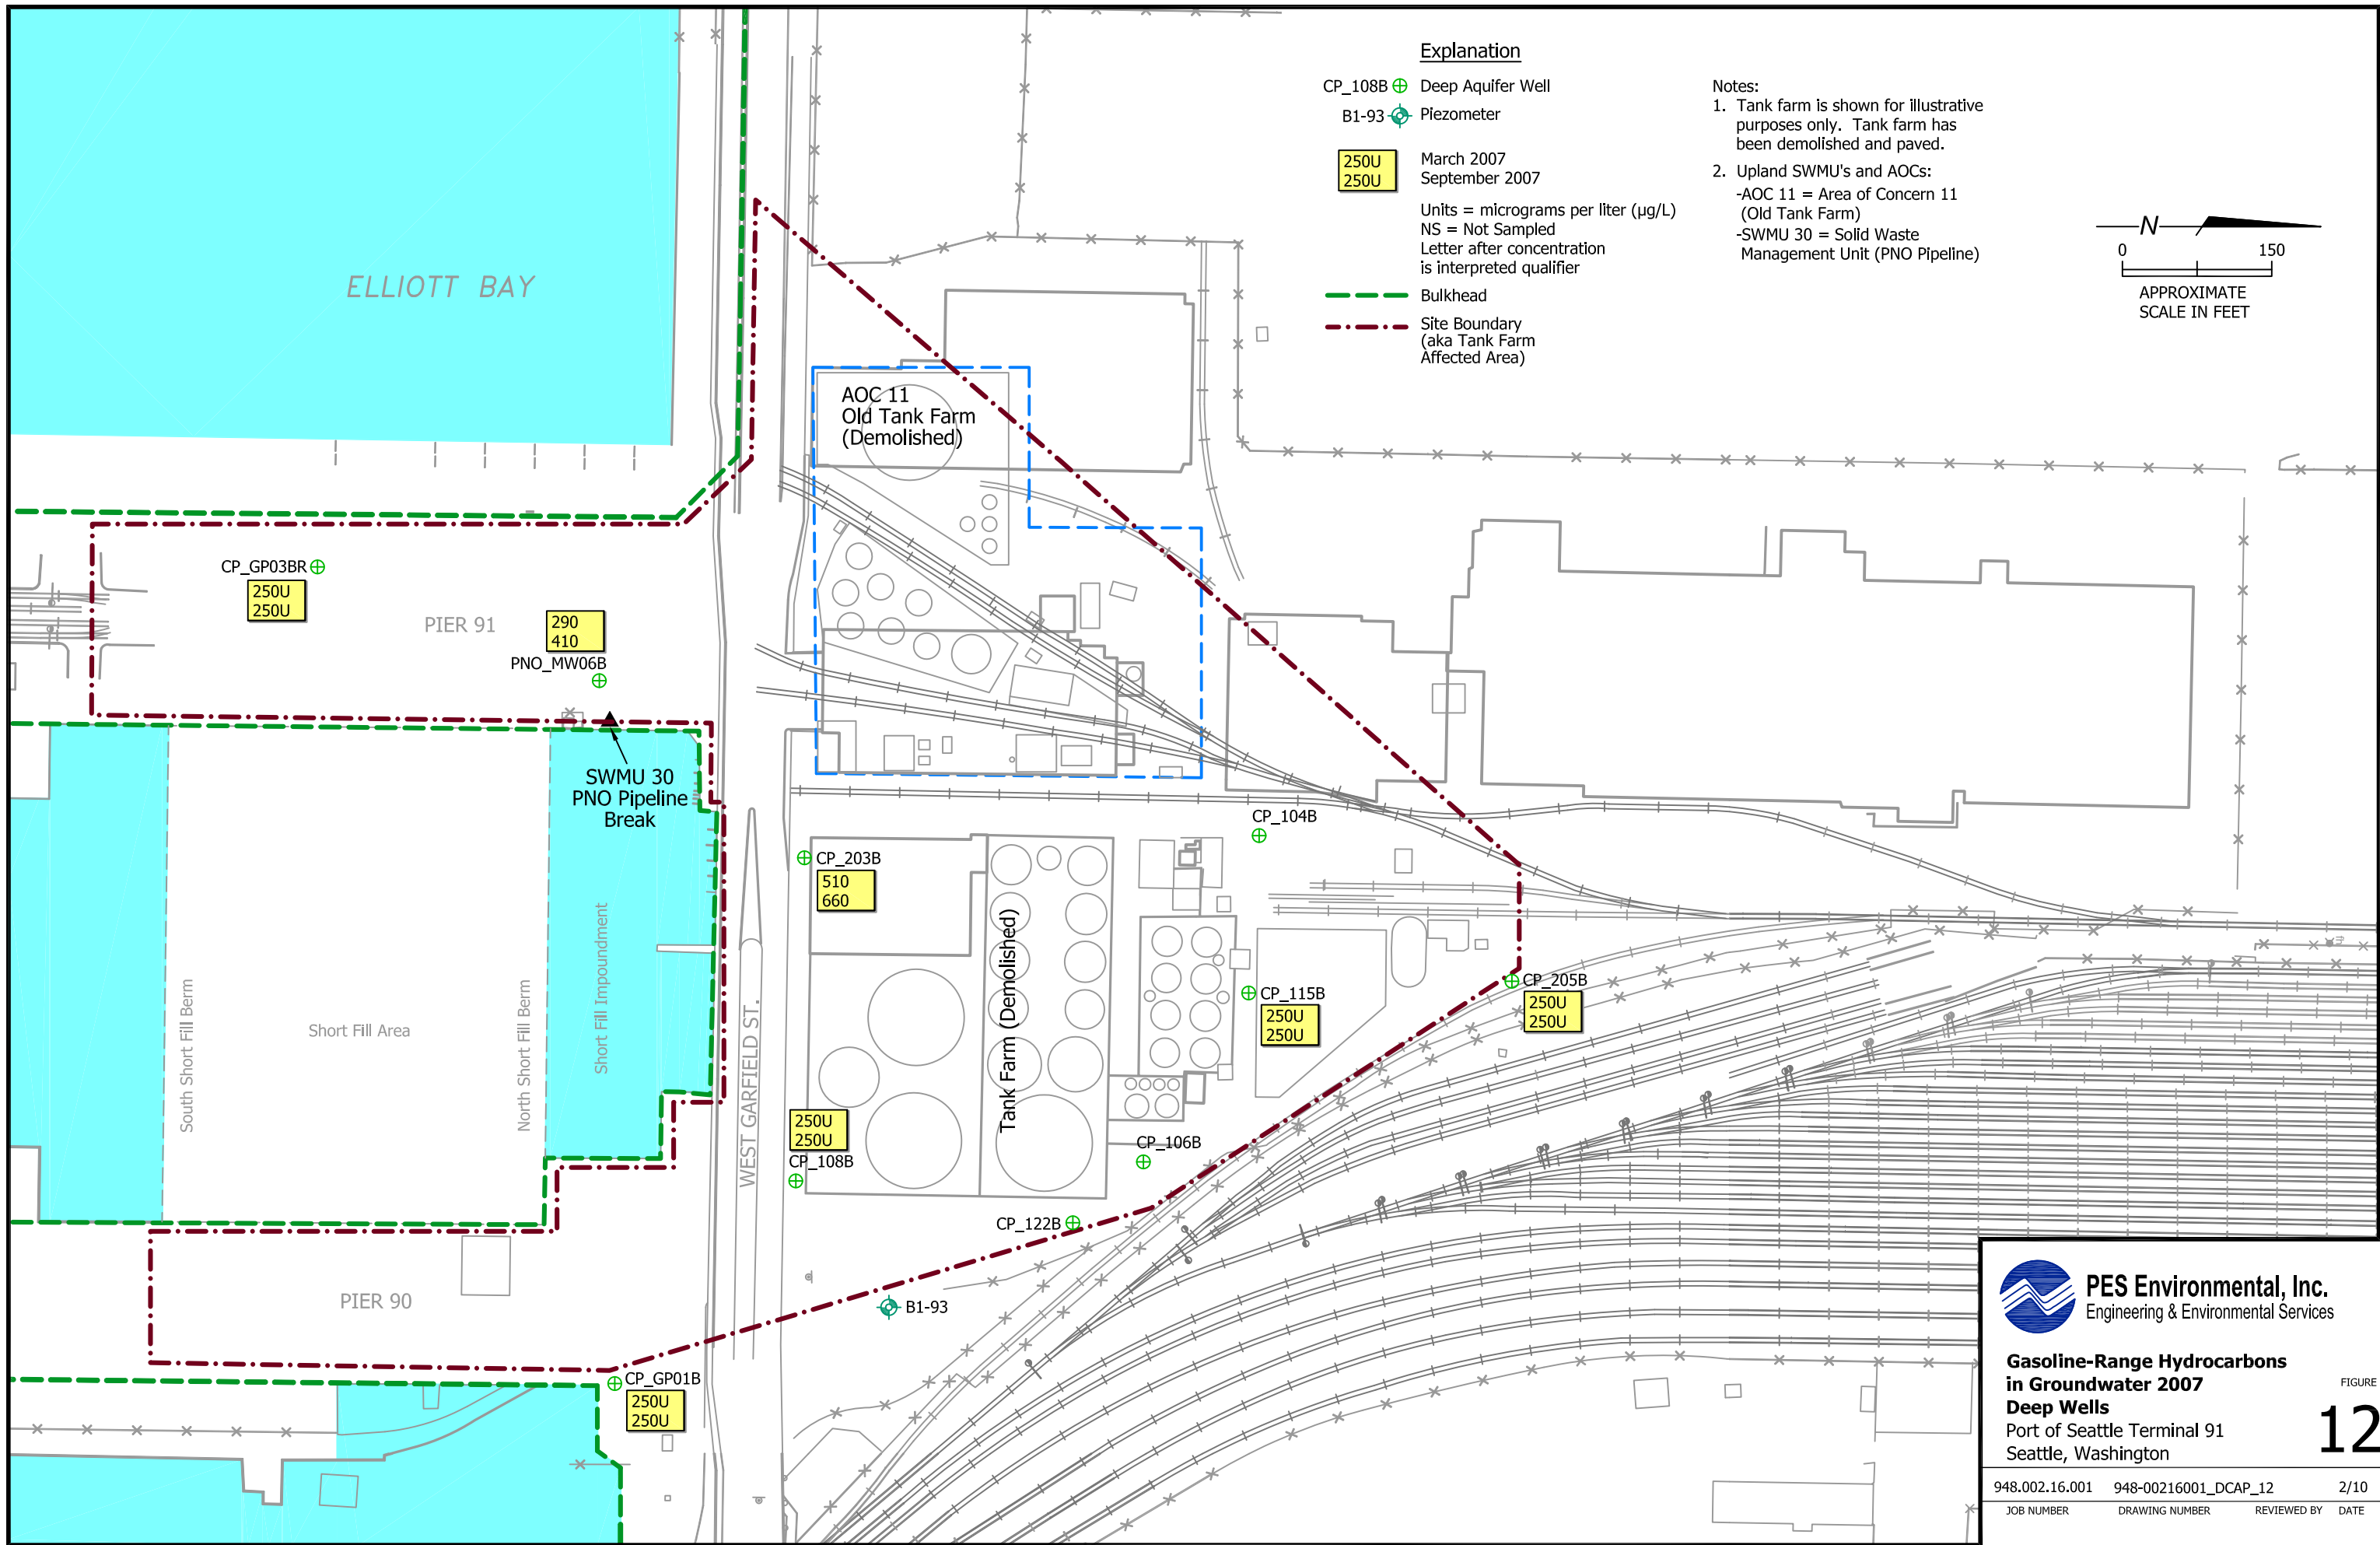 Explanation
CP_108B Deep Aquifer Well
B1-93 Piezometer
250U
250U
March 2007
September 2007
Units = micrograms per liter (µg/L)
NS = Not Sampled
Letter after concentration
is interpreted qualifier
Bulkhead
Site Boundary
(aka Tank Farm
Affected Area)
Notes:
1. Tank farm is shown for illustrative
purposes only. Tank farm has
been demolished and paved.
2. Upland SWMU's and AOCs:
-AOC 11 = Area of Concern 11
(Old Tank Farm)
-SWMU 30 = Solid Waste
Management Unit (PNO Pipeline)
N
0 150
APPROXIMATE
SCALE IN FEET
ELLIOTT BAY
AOC 11
Old Tank Farm
(Demolished)
CP_GP03BR
250U
250U
PIER 91
290
410
PNO_MW06B
SWMU 30
PNO Pipeline
Break
CP_104B
CP_203B
510
660
Tank Farm (Demolished)
CP_115B
250U
250U
CP_205B
250U
250U
South Short Fill Berm
Short Fill Area
North Short Fill Berm
Short Fill Impoundment
WEST GARFIELD ST.
250U
250U
CP_108B
CP_106B
CP_122B
B1-93
PIER 90
CP_GP01B
250U
250U
PES Environmental, Inc.
Engineering & Environmental Services
Gasoline-Range Hydrocarbons
in Groundwater 2007
Deep Wells
Port of Seattle Terminal 91
Seattle, Washington
FIGURE
12
948.002.16.001 948-00216001_DCAP_12 2/10
JOB NUMBER DRAWING NUMBER REVIEWED BY DATE